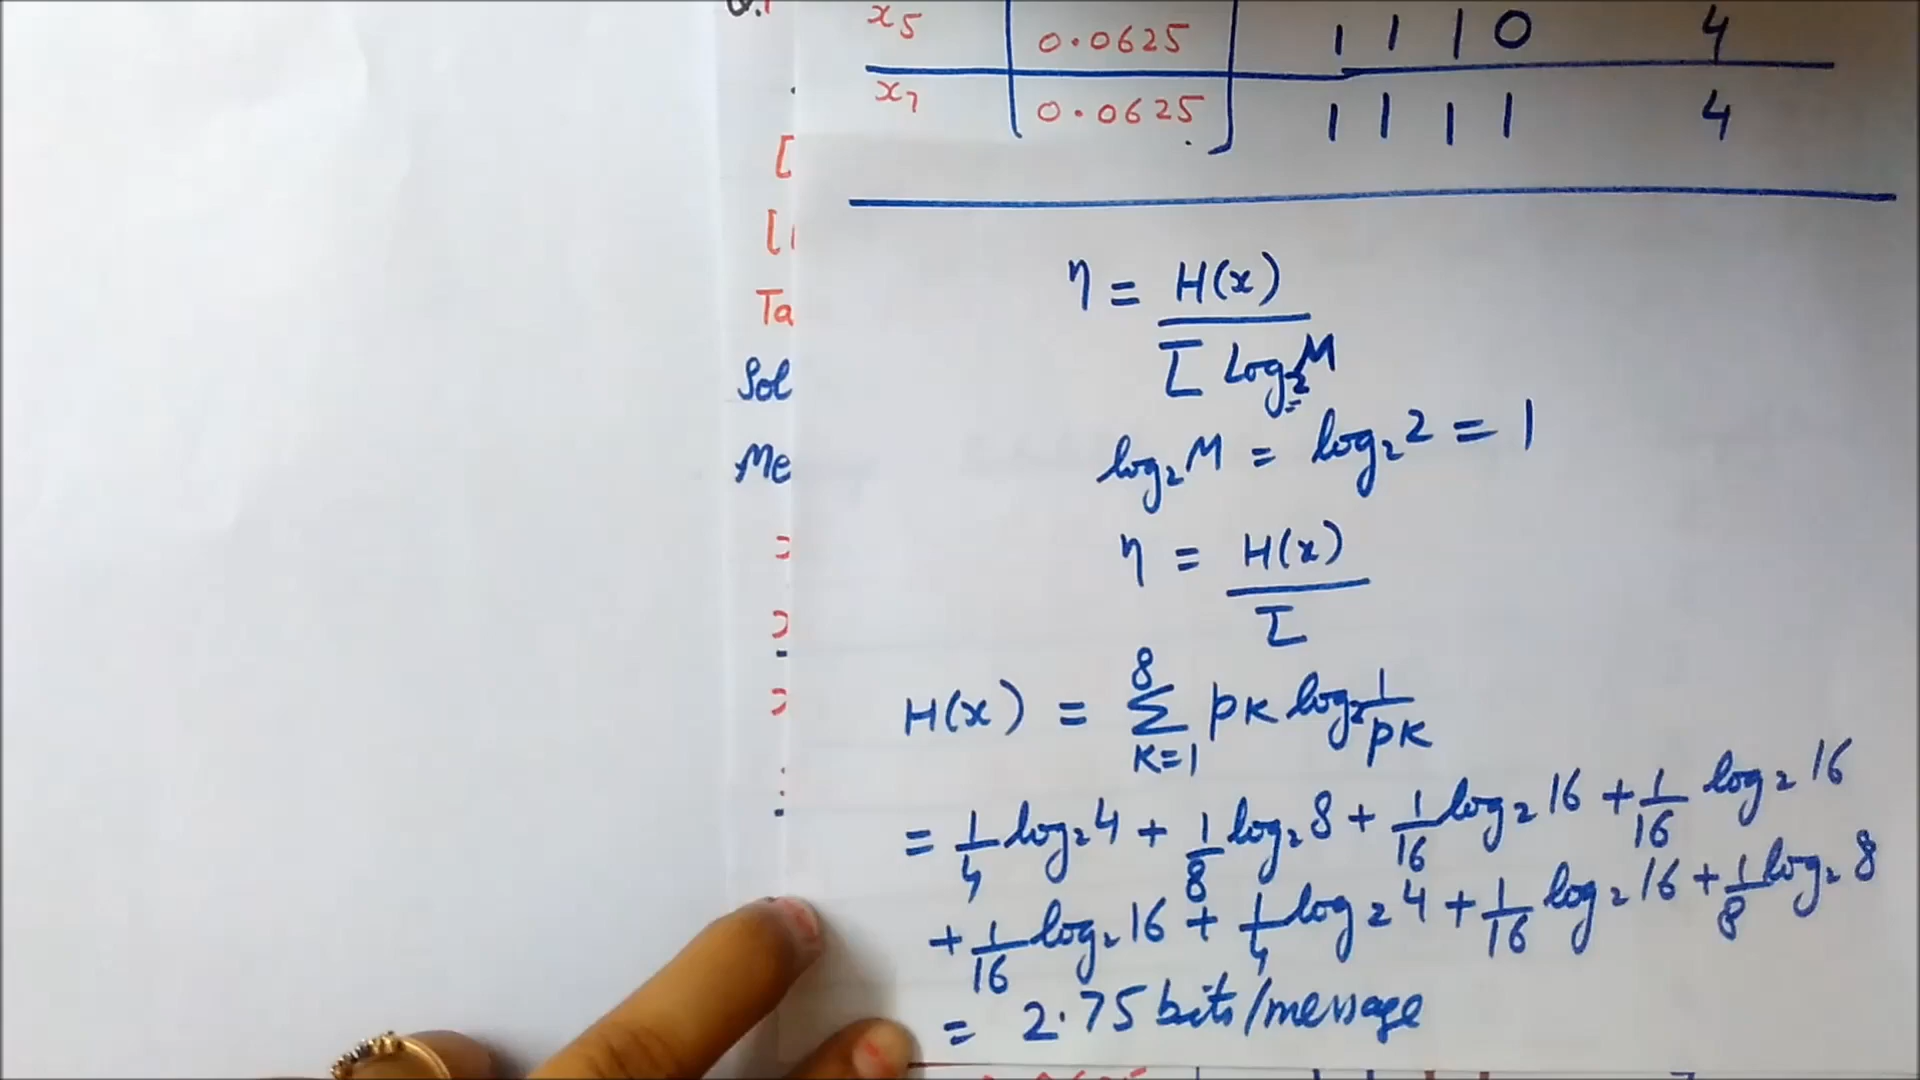 x5 0.0625 1 1 1 0 4
x7 0.0625 1 1 1 1 4
[
[
Ta
Sol
Me
η = H(x) / L̄ log2 M
log2 M = log2 2 = 1
η = H(x) / L̄
H(x) = 8 Σ K=1 PK log2 1/PK
= 1/4 log2 4 + 1/8 log2 8 + 1/16 log2 16 + 1/16 log2 16
+ 1/16 log2 16 + 1/4 log2 4 + 1/16 log2 16 + 1/8 log2 8
= 2.75 bits/message